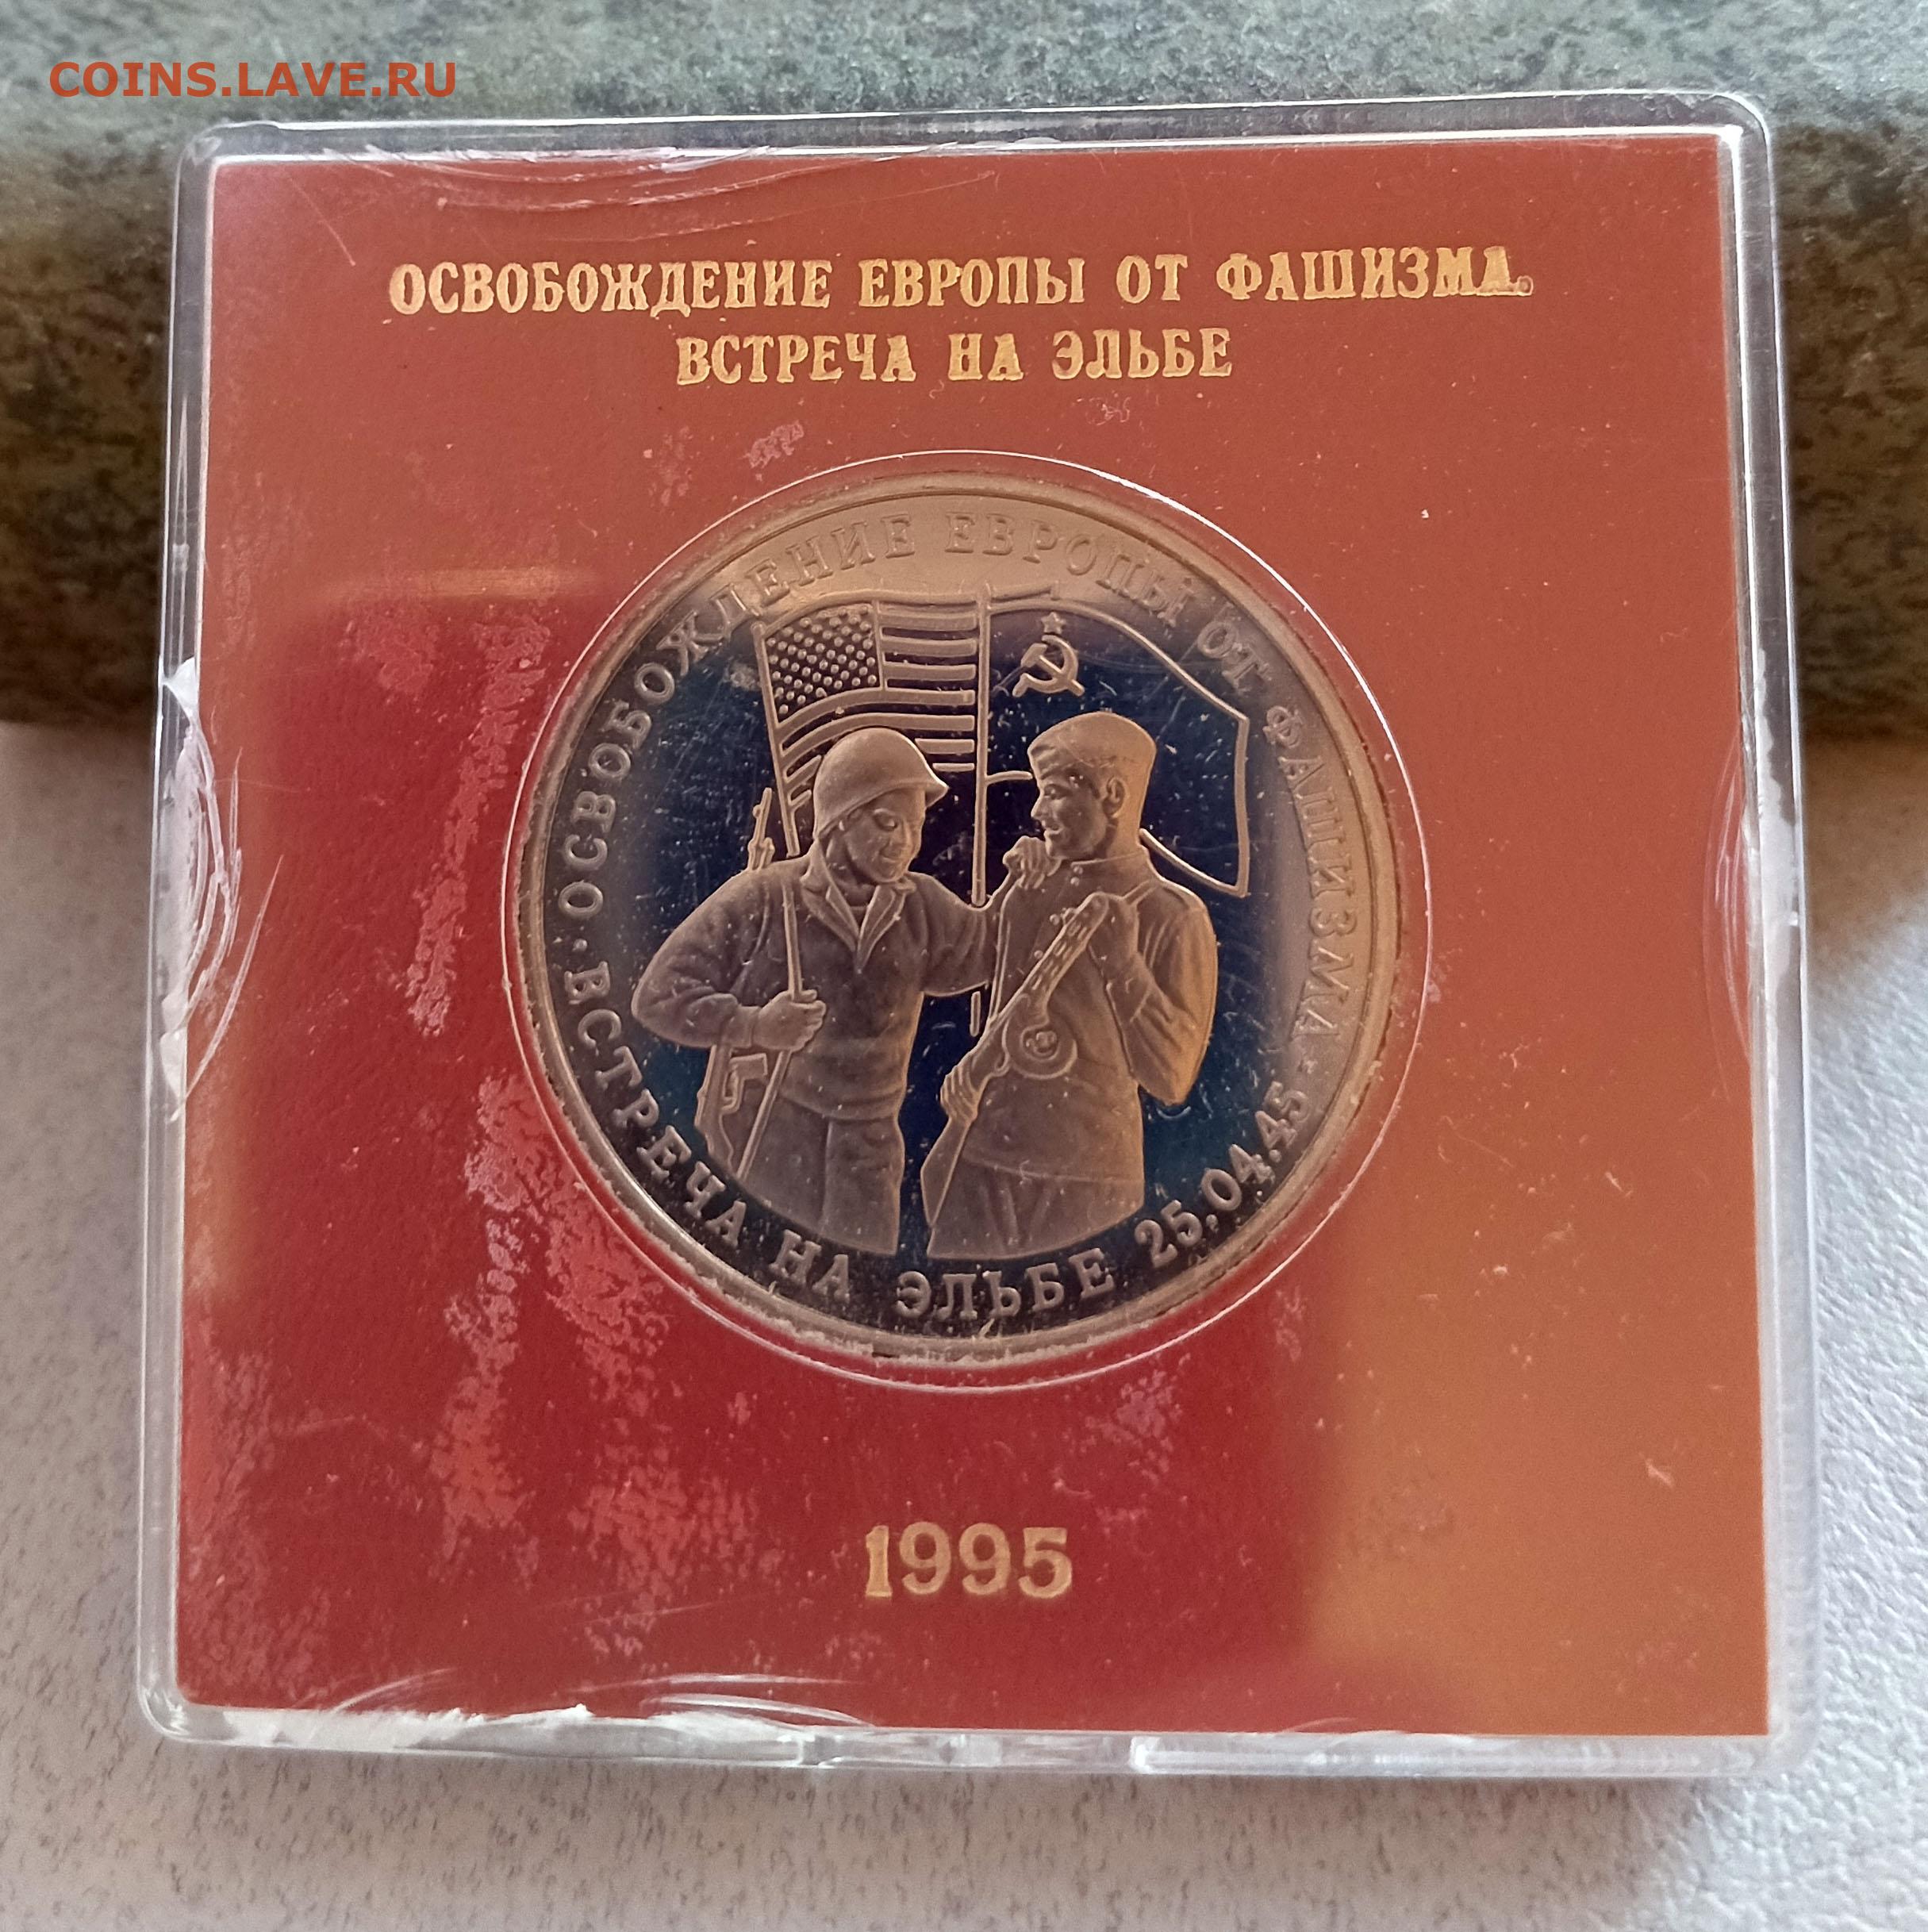 COINS.LAVE.RU
ОСВОБОЖДЕНИЕ ЕВРОПЫ ОТ ФАШИЗМА.
ВСТРЕЧА НА ЭЛЬБЕ
• ОСВОБОЖДЕНИЕ ЕВРОПЫ ОТ ФАШИЗМА •
ВСТРЕЧА НА ЭЛЬБЕ 25.04.45
1995